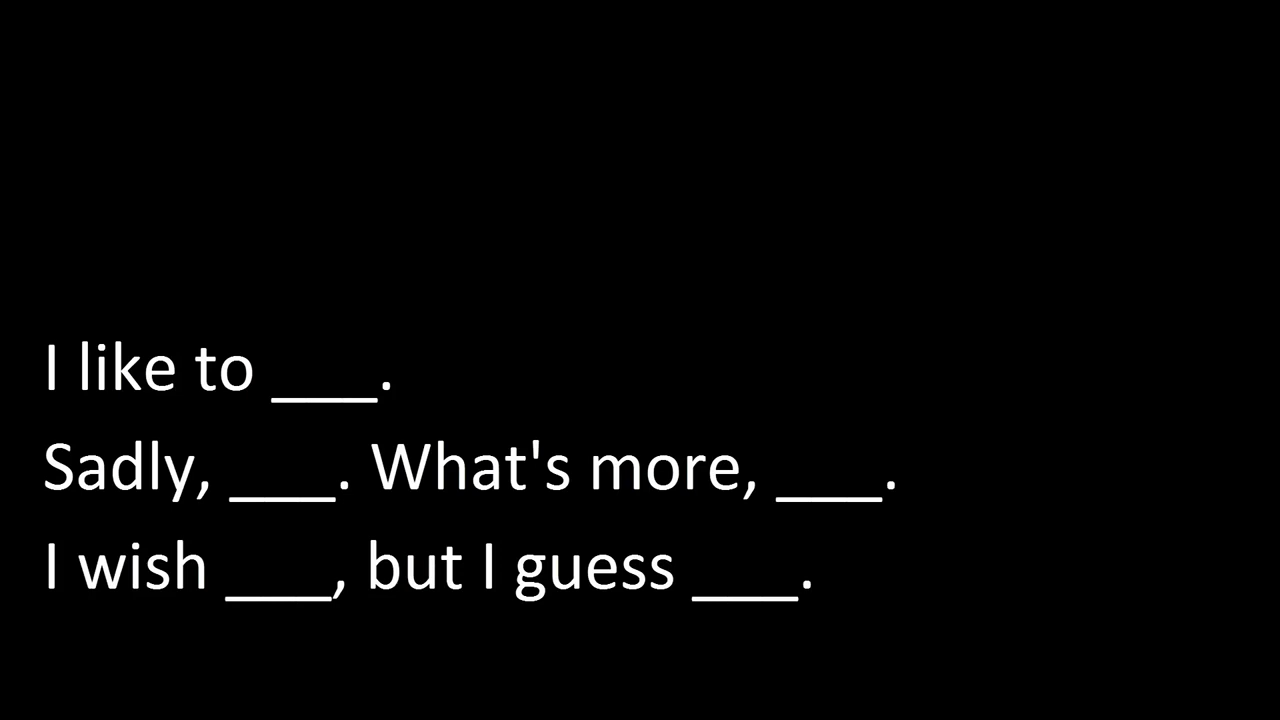 I like to ___.
Sadly, ___. What's more, ___.
I wish ___, but I guess ___.